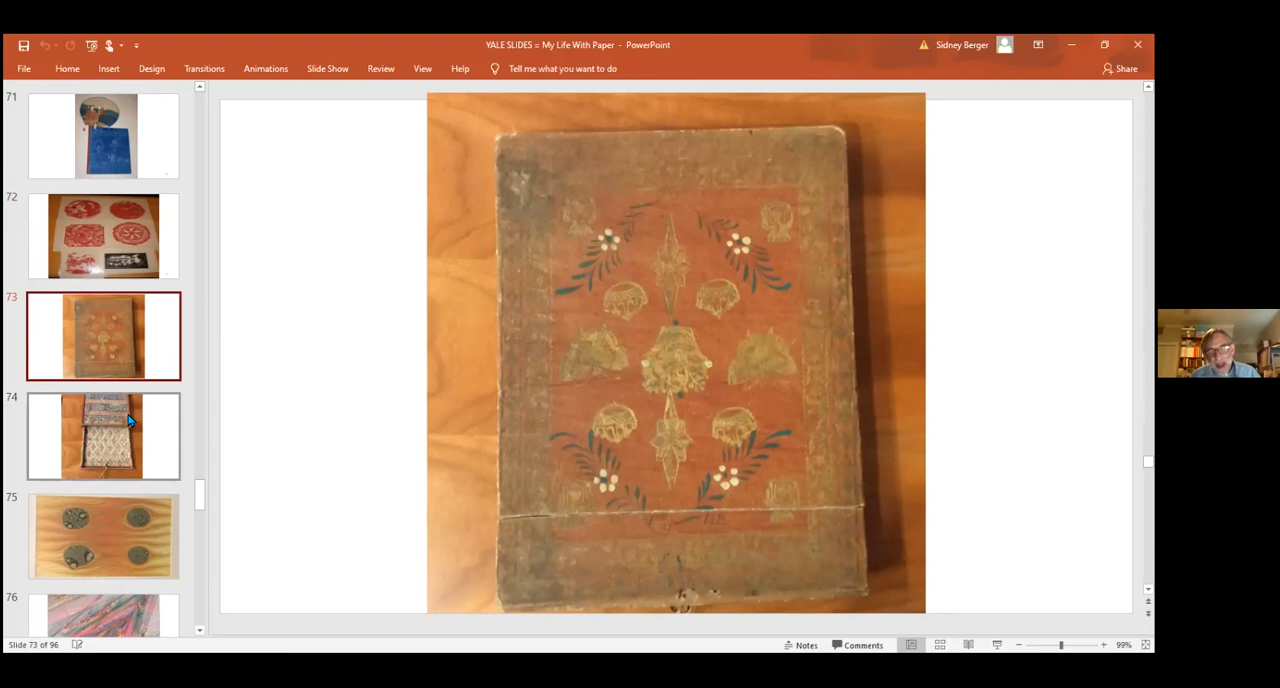 YALE SLIDES = My Life With Paper - PowerPoint
Sidney Berger
File Home Insert Design Transitions Animations Slide Show Review View Help Tell me what you want to do
Share
71
72
73
74
75
76
Slide 73 of 96
Notes
Comments
99%